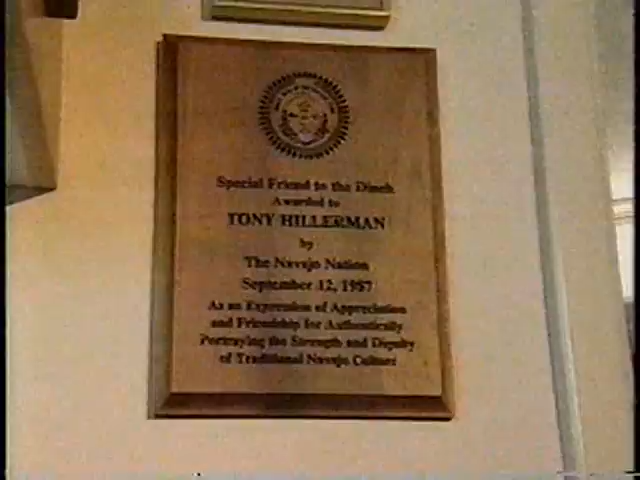 Special Friend to the Dineh
Awarded to
TONY HILLERMAN
by
The Navajo Nation
September 12, 1987
As an Expression of Appreciation
and Friendship for Authentically
Portraying the Strength and Dignity
of Traditional Navajo Culture